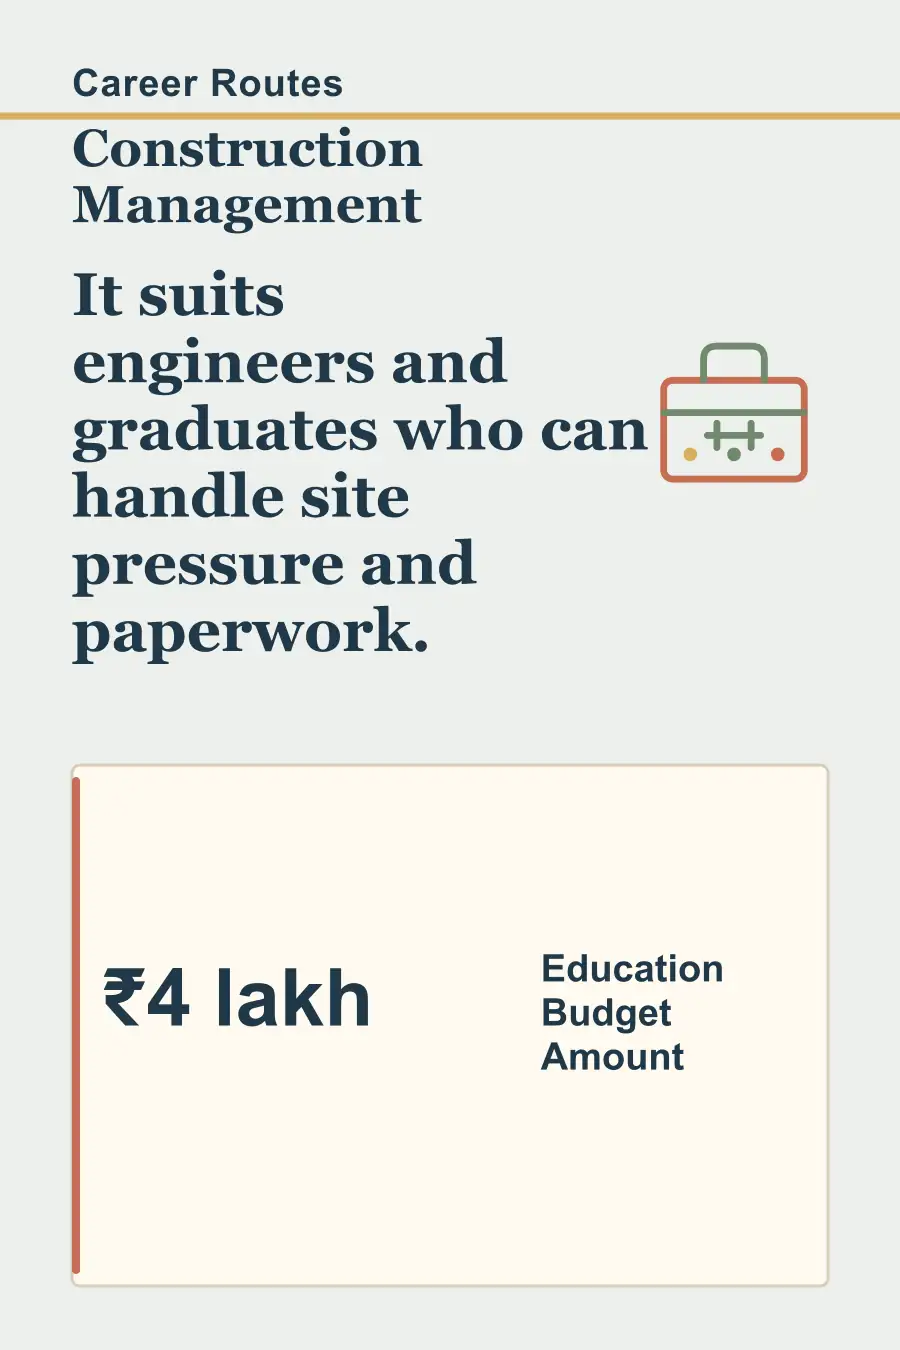 Career Routes
Construction
Management
It suits
engineers and
graduates who can
handle site
pressure and
paperwork.
₹4 lakh
Education
Budget
Amount